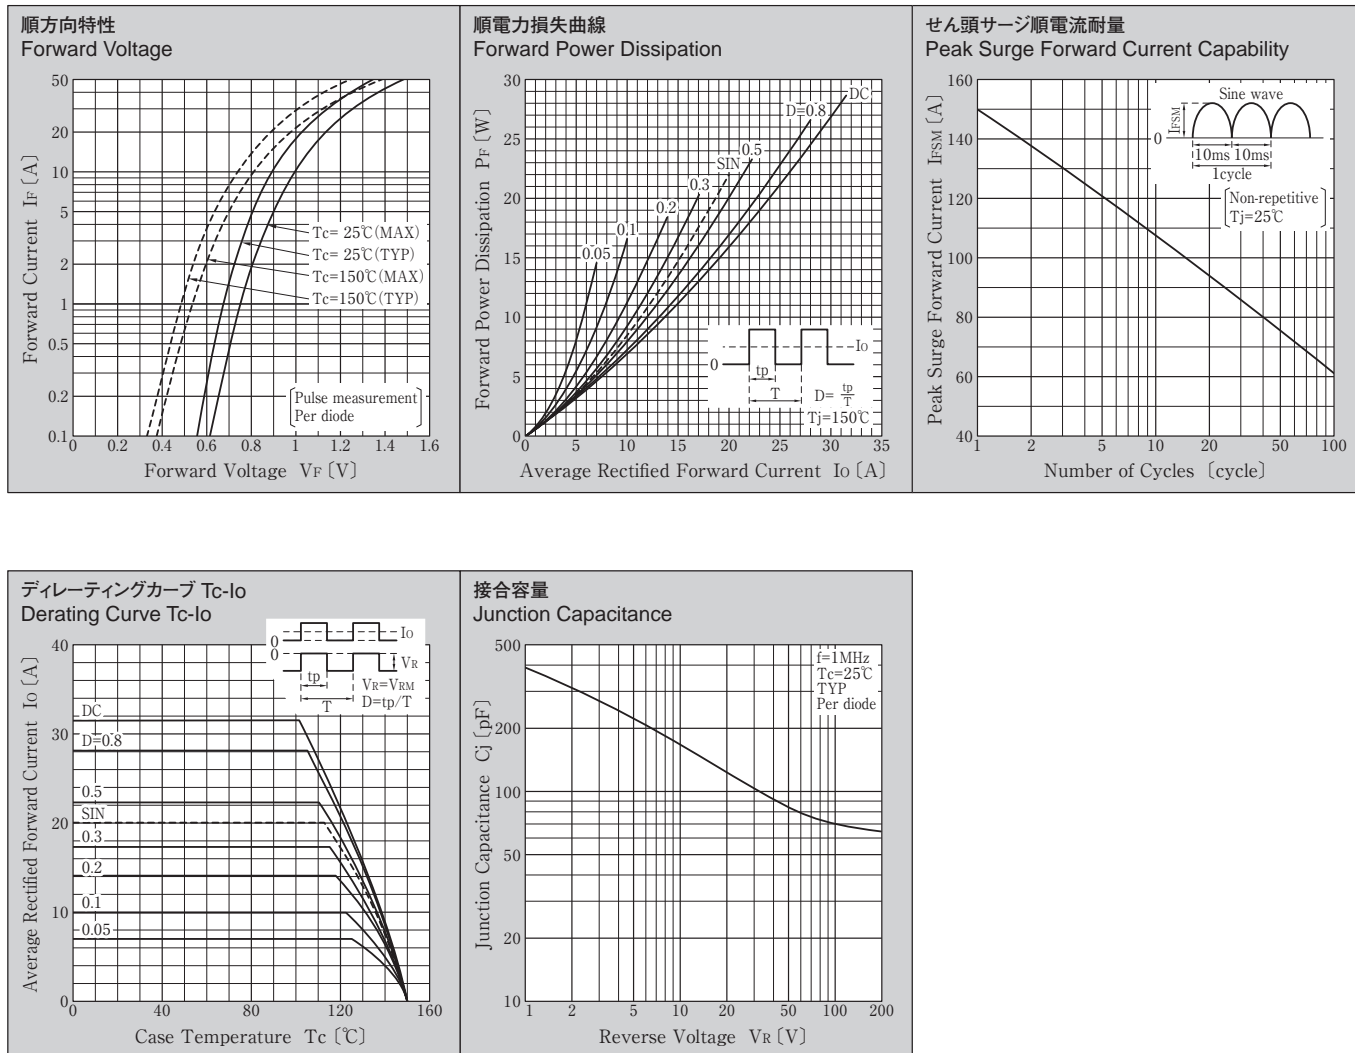 順方向特性
Forward Voltage
Forward Current IF〔A〕
50
20
10
5
2
1
0.5
0.2
0.1
Tc= 25℃(MAX)
Tc= 25℃(TYP)
Tc=150℃(MAX)
Tc=150℃(TYP)
Pulse measurement
Per diode
0 0.2 0.4 0.6 0.8 1 1.2 1.4 1.6
Forward Voltage VF〔V〕
順電力損失曲線
Forward Power Dissipation
Forward Power Dissipation PF〔W〕
30
25
20
15
10
5
0
DC
D=0.8
0.5
SIN
0.3
0.2
0.1
0.05
0
Io
tp
T
D= tp/T
Tj=150℃
0 5 10 15 20 25 30 35
Average Rectified Forward Current Io〔A〕
せん頭サージ順電流耐量
Peak Surge Forward Current Capability
Peak Surge Forward Current IFSM〔A〕
160
140
120
100
80
60
40
Sine wave
IFSM
0
10ms 10ms
1cycle
Non-repetitive
Tj=25℃
1 2 5 10 20 50 100
Number of Cycles〔cycle〕
ディレーティングカーブ Tc-Io
Derating Curve Tc-Io
Average Rectified Forward Current Io〔A〕
40
30
20
10
0
0
Io
0
VR
tp
T
VR=VRM
D=tp/T
DC
D=0.8
0.5
SIN
0.3
0.2
0.1
0.05
0 40 80 120 160
Case Temperature Tc〔℃〕
接合容量
Junction Capacitance
Junction Capacitance Cj〔pF〕
500
200
100
50
20
10
f=1MHz
Tc=25℃
TYP
Per diode
1 2 5 10 20 50 100 200
Reverse Voltage VR〔V〕